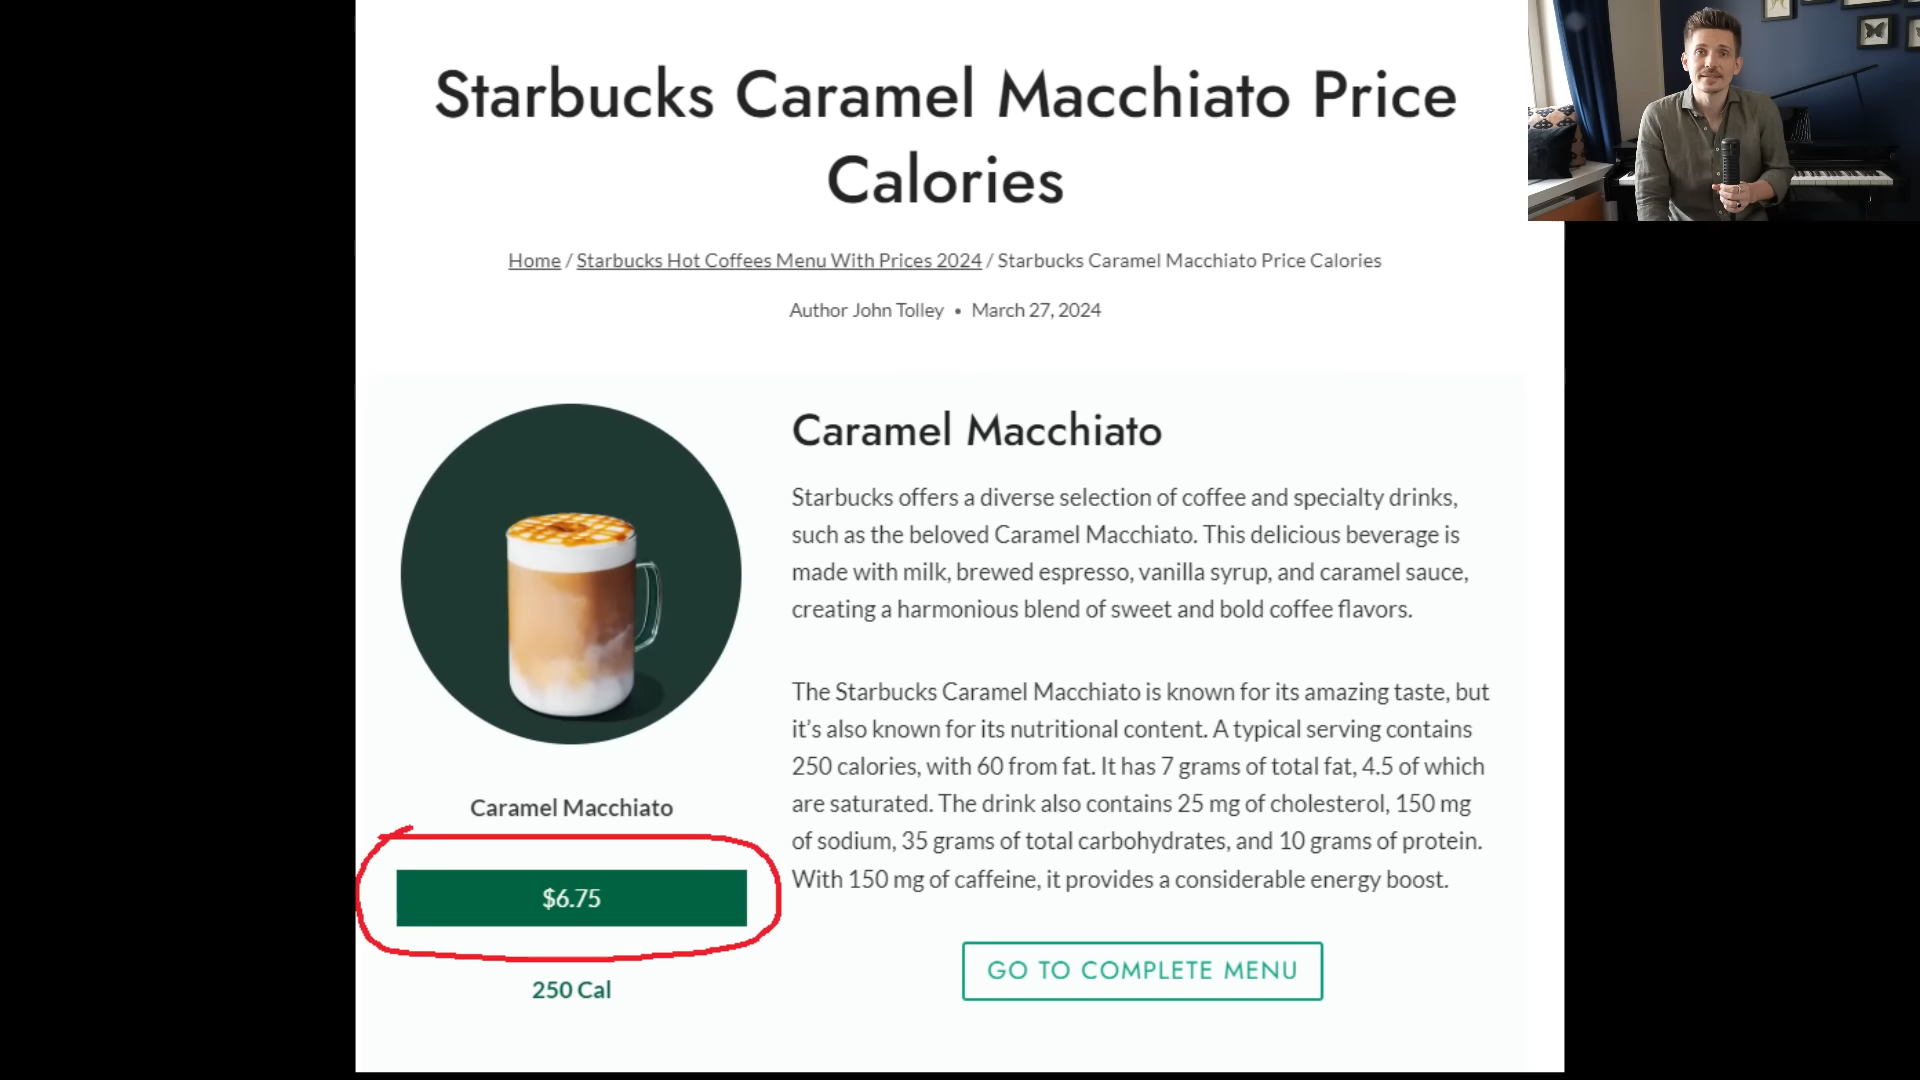 Starbucks Caramel Macchiato Price
Calories
Home / Starbucks Hot Coffees Menu With Prices 2024 / Starbucks Caramel Macchiato Price Calories
Author John Tolley • March 27, 2024
Caramel Macchiato
$6.75
250 Cal
Caramel Macchiato
Starbucks offers a diverse selection of coffee and specialty drinks,
such as the beloved Caramel Macchiato. This delicious beverage is
made with milk, brewed espresso, vanilla syrup, and caramel sauce,
creating a harmonious blend of sweet and bold coffee flavors.
The Starbucks Caramel Macchiato is known for its amazing taste, but
it's also known for its nutritional content. A typical serving contains
250 calories, with 60 from fat. It has 7 grams of total fat, 4.5 of which
are saturated. The drink also contains 25 mg of cholesterol, 150 mg
of sodium, 35 grams of total carbohydrates, and 10 grams of protein.
With 150 mg of caffeine, it provides a considerable energy boost.
GO TO COMPLETE MENU